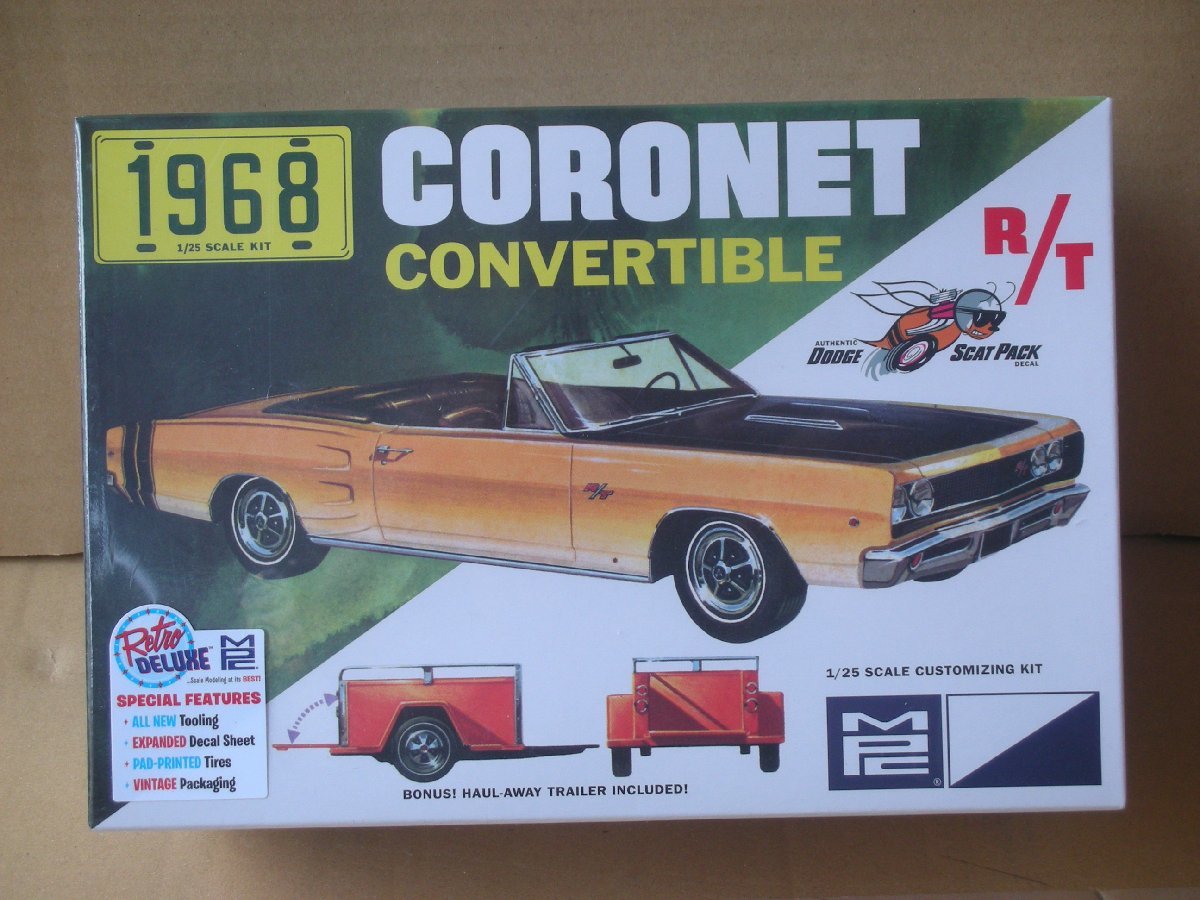 1968
1/25 SCALE KIT
CORONET
CONVERTIBLE
R/T
AUTHENTIC
DODGE SCAT PACK
DECAL
R/T
R/T
Retro
DELUXE™
MPC®
...Scale Modeling at its BEST!
SPECIAL FEATURES
• ALL NEW Tooling
• EXPANDED Decal Sheet
• PAD-PRINTED Tires
• VINTAGE Packaging
BONUS! HAUL-AWAY TRAILER INCLUDED!
1/25 SCALE CUSTOMIZING KIT
MPC®